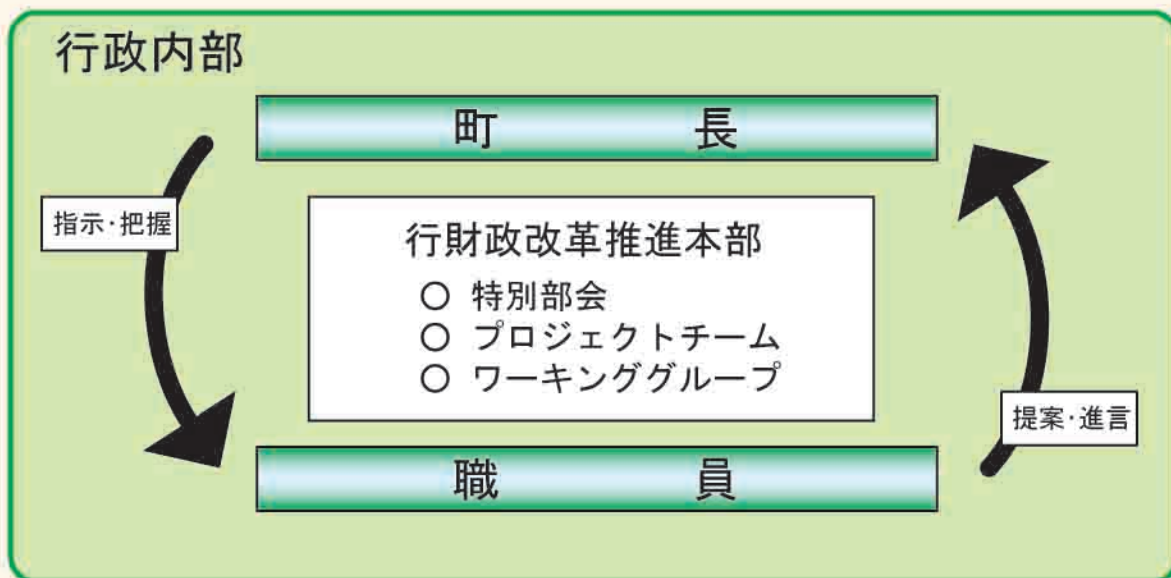 行政内部
町　　　　長
指示・把握
行財政改革推進本部
○ 特別部会
○ プロジェクトチーム
○ ワーキンググループ
提案・進言
職　　　　員